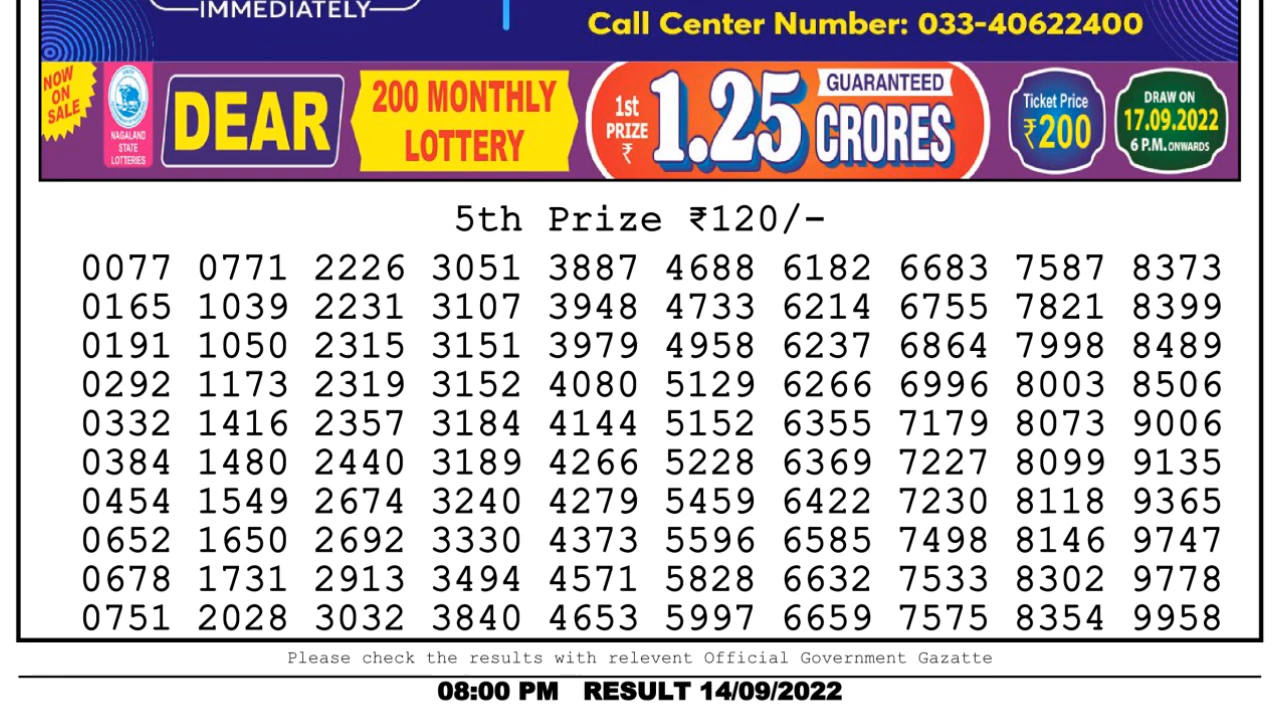 IMMEDIATELY
Call Center Number: 033-40622400
NOW ON SALE
NAGALAND STATE LOTTERIES
DEAR
200 MONTHLY LOTTERY
1st PRIZE ₹
1.25 CRORES
GUARANTEED
Ticket Price
₹200
DRAW ON
17.09.2022
6 P.M. ONWARDS
5th Prize ₹120/-
0077 0771 2226 3051 3887 4688 6182 6683 7587 8373
0165 1039 2231 3107 3948 4733 6214 6755 7821 8399
0191 1050 2315 3151 3979 4958 6237 6864 7998 8489
0292 1173 2319 3152 4080 5129 6266 6996 8003 8506
0332 1416 2357 3184 4144 5152 6355 7179 8073 9006
0384 1480 2440 3189 4266 5228 6369 7227 8099 9135
0454 1549 2674 3240 4279 5459 6422 7230 8118 9365
0652 1650 2692 3330 4373 5596 6585 7498 8146 9747
0678 1731 2913 3494 4571 5828 6632 7533 8302 9778
0751 2028 3032 3840 4653 5997 6659 7575 8354 9958
Please check the results with relevent Official Government Gazatte
08:00 PM RESULT 14/09/2022